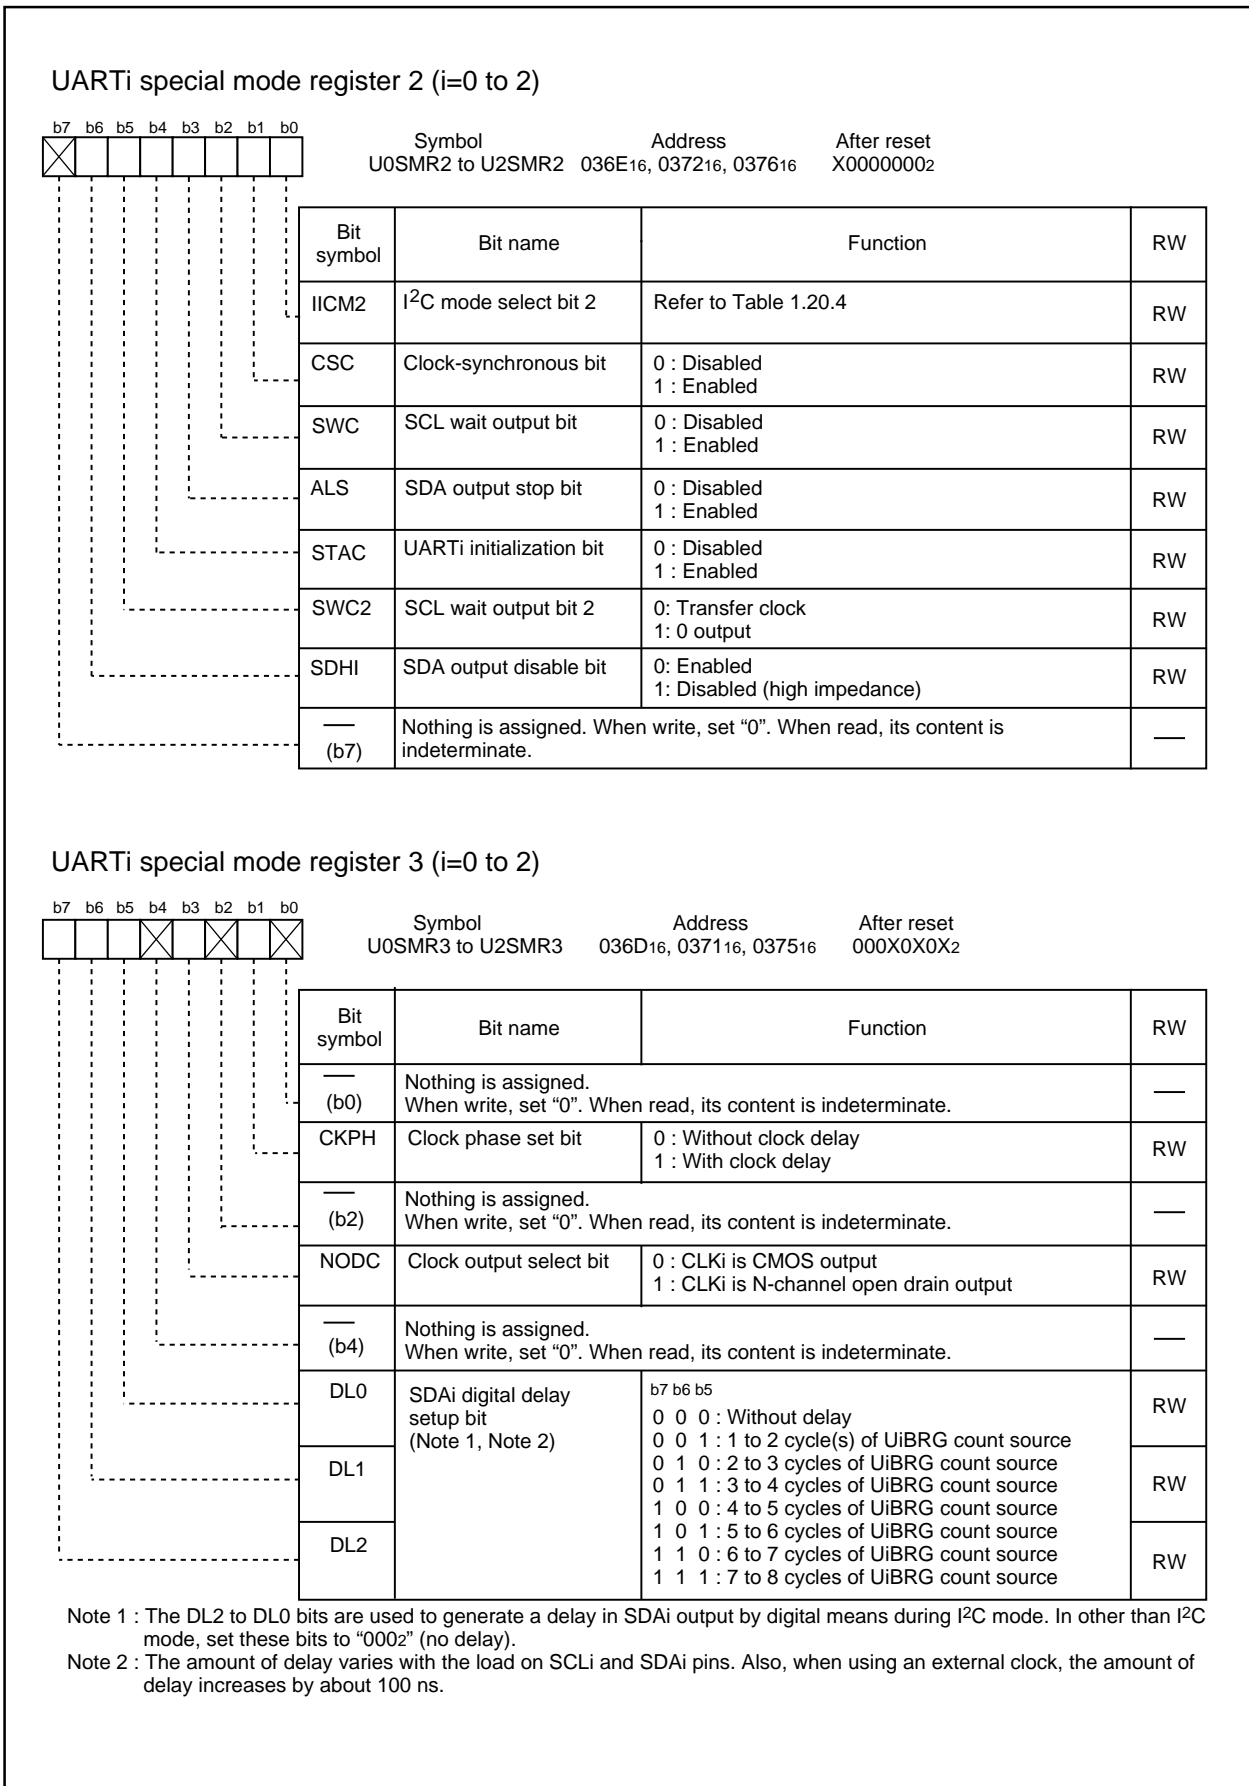 UARTi special mode register 2 (i=0 to 2)
b7 b6 b5 b4 b3 b2 b1 b0
Symbol Address After reset
U0SMR2 to U2SMR2 036E16, 037216, 037616 X00000002
Bit symbol Bit name Function RW
IICM2 I2C mode select bit 2 Refer to Table 1.20.4 RW
CSC Clock-synchronous bit 0 : Disabled
1 : Enabled RW
SWC SCL wait output bit 0 : Disabled
1 : Enabled RW
ALS SDA output stop bit 0 : Disabled
1 : Enabled RW
STAC UARTi initialization bit 0 : Disabled
1 : Enabled RW
SWC2 SCL wait output bit 2 0: Transfer clock
1: 0 output RW
SDHI SDA output disable bit 0: Enabled
1: Disabled (high impedance) RW
— Nothing is assigned. When write, set “0”. When read, its content is
(b7) indeterminate. —
UARTi special mode register 3 (i=0 to 2)
b7 b6 b5 b4 b3 b2 b1 b0
Symbol Address After reset
U0SMR3 to U2SMR3 036D16, 037116, 037516 000X0X0X2
Bit symbol Bit name Function RW
— Nothing is assigned.
(b0) When write, set “0”. When read, its content is indeterminate. —
CKPH Clock phase set bit 0 : Without clock delay
1 : With clock delay RW
— Nothing is assigned.
(b2) When write, set “0”. When read, its content is indeterminate. —
NODC Clock output select bit 0 : CLKi is CMOS output
1 : CLKi is N-channel open drain output RW
— Nothing is assigned.
(b4) When write, set “0”. When read, its content is indeterminate. —
DL0 SDAi digital delay b7 b6 b5 RW
setup bit 0 0 0 : Without delay
(Note 1, Note 2) 0 0 1 : 1 to 2 cycle(s) of UiBRG count source
DL1 0 1 0 : 2 to 3 cycles of UiBRG count source
0 1 1 : 3 to 4 cycles of UiBRG count source RW
1 0 0 : 4 to 5 cycles of UiBRG count source
1 0 1 : 5 to 6 cycles of UiBRG count source
DL2 1 1 0 : 6 to 7 cycles of UiBRG count source RW
1 1 1 : 7 to 8 cycles of UiBRG count source
Note 1 : The DL2 to DL0 bits are used to generate a delay in SDAi output by digital means during I2C mode. In other than I2C
mode, set these bits to “0002” (no delay).
Note 2 : The amount of delay varies with the load on SCLi and SDAi pins. Also, when using an external clock, the amount of
delay increases by about 100 ns.